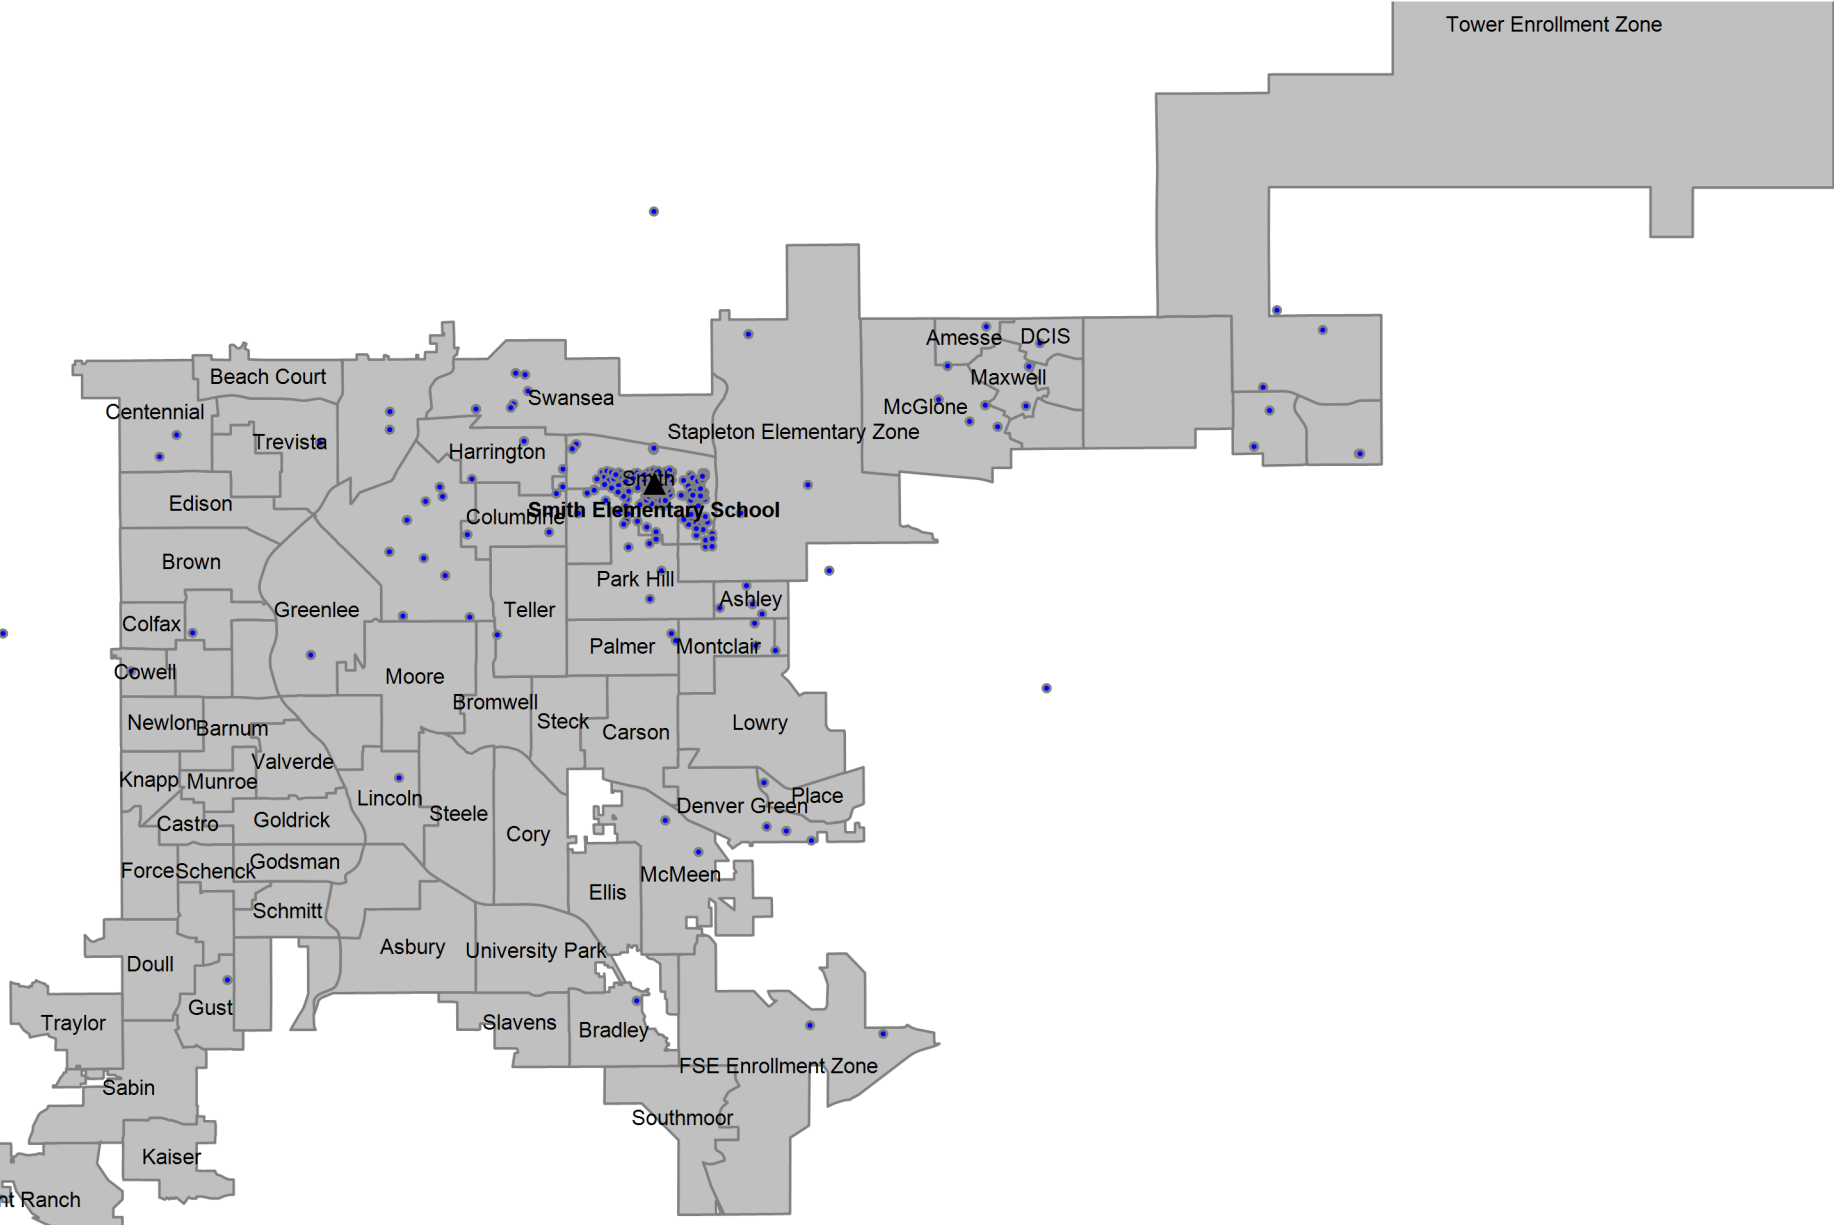 Tower Enrollment Zone
Amesse
DCIS
Beach Court
Maxwell
Swansea
McGlone
Centennial
Stapleton Elementary Zone
Trevista
Harrington
Smith
Edison
Smith Elementary School
Columbine
Brown
Park Hill
Ashley
Greenlee
Teller
Colfax
Palmer
Montclair
Cowell
Moore
Bromwell
Steck
Newlon
Barnum
Carson
Lowry
Valverde
Knapp
Munroe
Place
Lincoln
Denver Green
Steele
Goldrick
Castro
Cory
Godsman
Force
Schenck
McMeen
Ellis
Schmitt
Asbury
University Park
Doull
Gust
Traylor
Slavens
Bradley
FSE Enrollment Zone
Sabin
Southmoor
Kaiser
nt Ranch